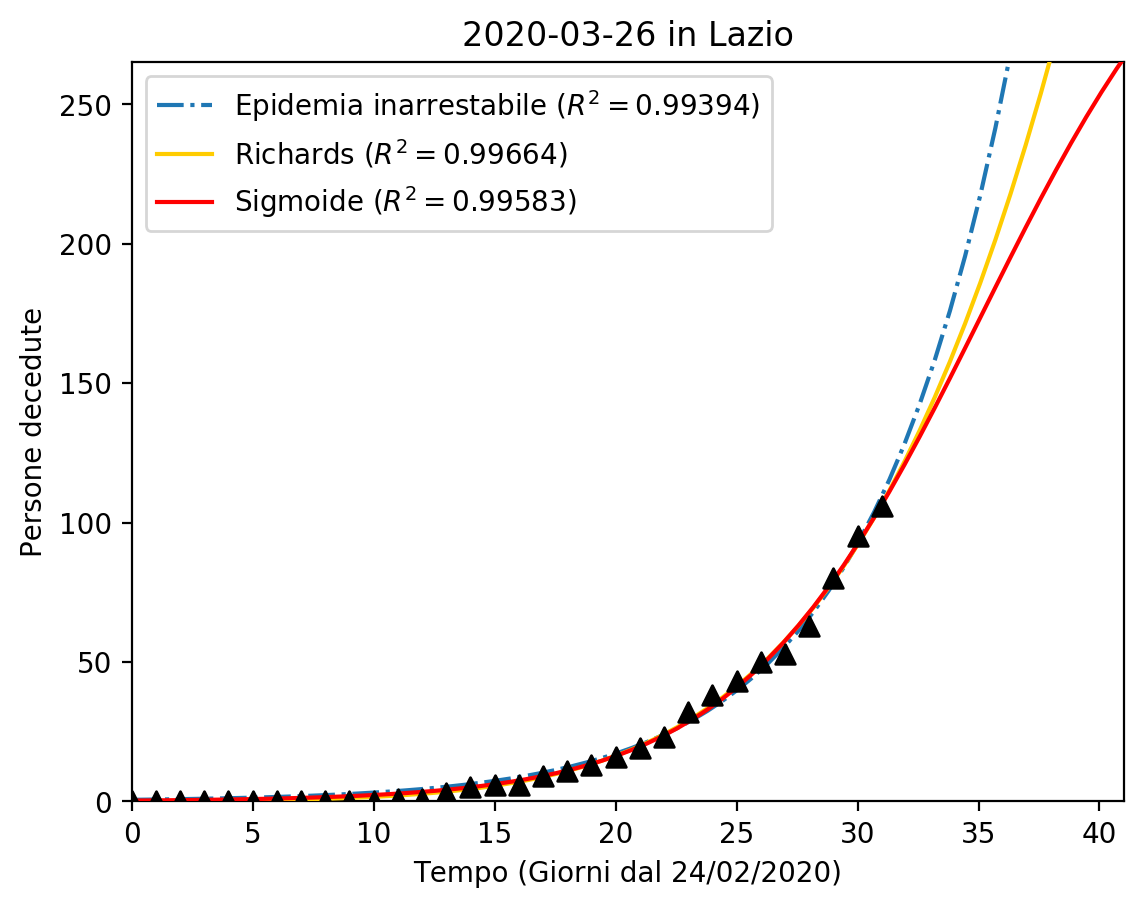 2020-03-26 in Lazio
Epidemia inarrestabile (R² = 0.99394)
Richards (R² = 0.99664)
Sigmoide (R² = 0.99583)
Persone decedute
250
200
150
100
50
0
0 5 10 15 20 25 30 35 40
Tempo (Giorni dal 24/02/2020)